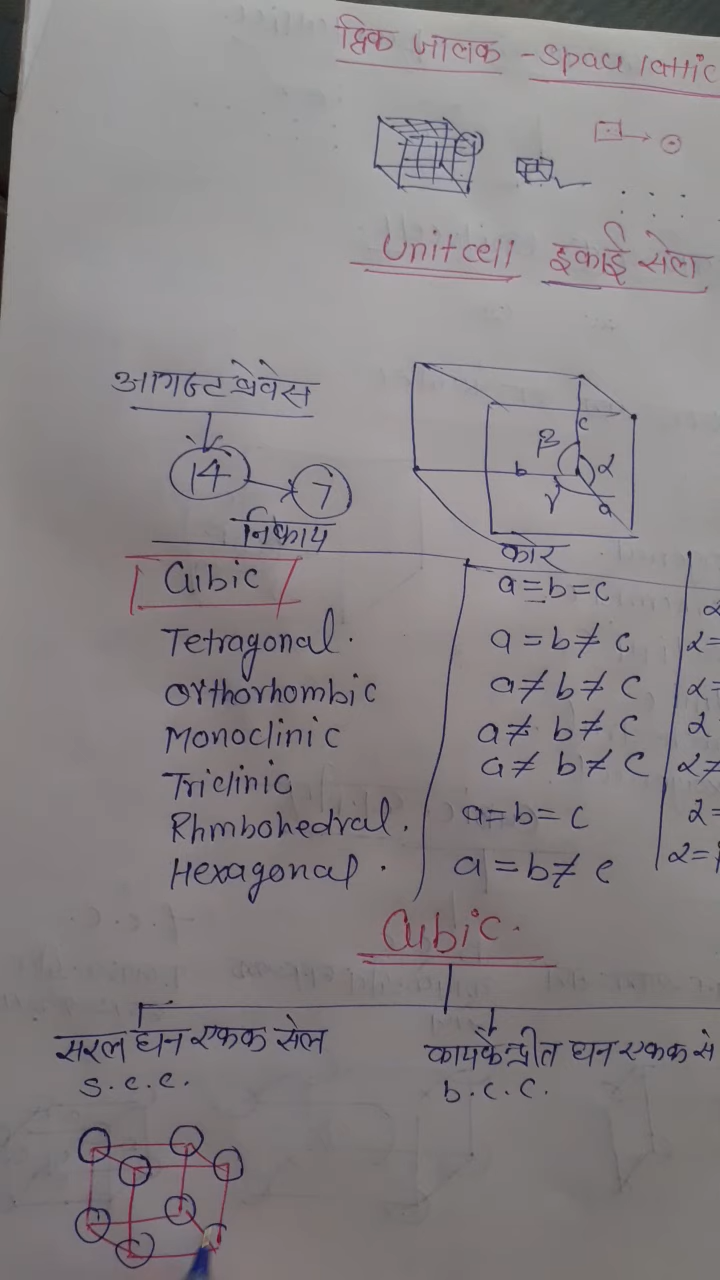 द्विक जालक - Space lattic
Unitcell इकाई सेल
आगस्ट ब्रेवेस
14 7
β c α
b γ a
निकाय कोर
Cubic a = b = c
Tetragonal. a = b ≠ c α=
Orthorhombic a ≠ b ≠ c α=
Monoclinic a ≠ b ≠ c α
Triclinic a ≠ b ≠ c α≠
Rhmbohedral. a = b = c α=
Hexagonal. a = b ≠ c α=
Cubic.
सरल घन एकक सेल कायकेन्द्रीत घन एकक से
S.C.C. b.c.c.